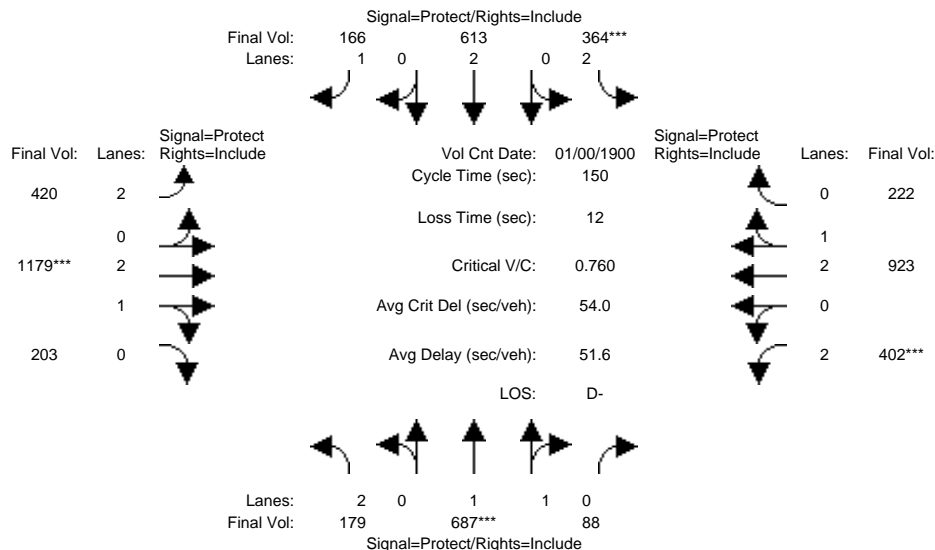 Signal=Protect/Rights=Include
Final Vol: 166 613 364***
Lanes: 1 0 2 0 2
Signal=Protect Signal=Protect
Final Vol: Lanes: Rights=Include Vol Cnt Date: 01/00/1900 Rights=Include Lanes: Final Vol:
Cycle Time (sec): 150
420 2 0 222
Loss Time (sec): 12
0 1
1179*** 2 Critical V/C: 0.760 2 923
1 Avg Crit Del (sec/veh): 54.0 0
203 0 Avg Delay (sec/veh): 51.6 2 402***
LOS: D-
Lanes: 2 0 1 1 0
Final Vol: 179 687*** 88
Signal=Protect/Rights=Include